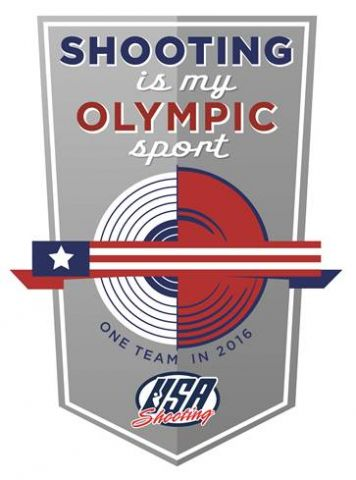 SHOOTING
is my
OLYMPIC
sport
ONE TEAM IN 2016
USA
Shooting